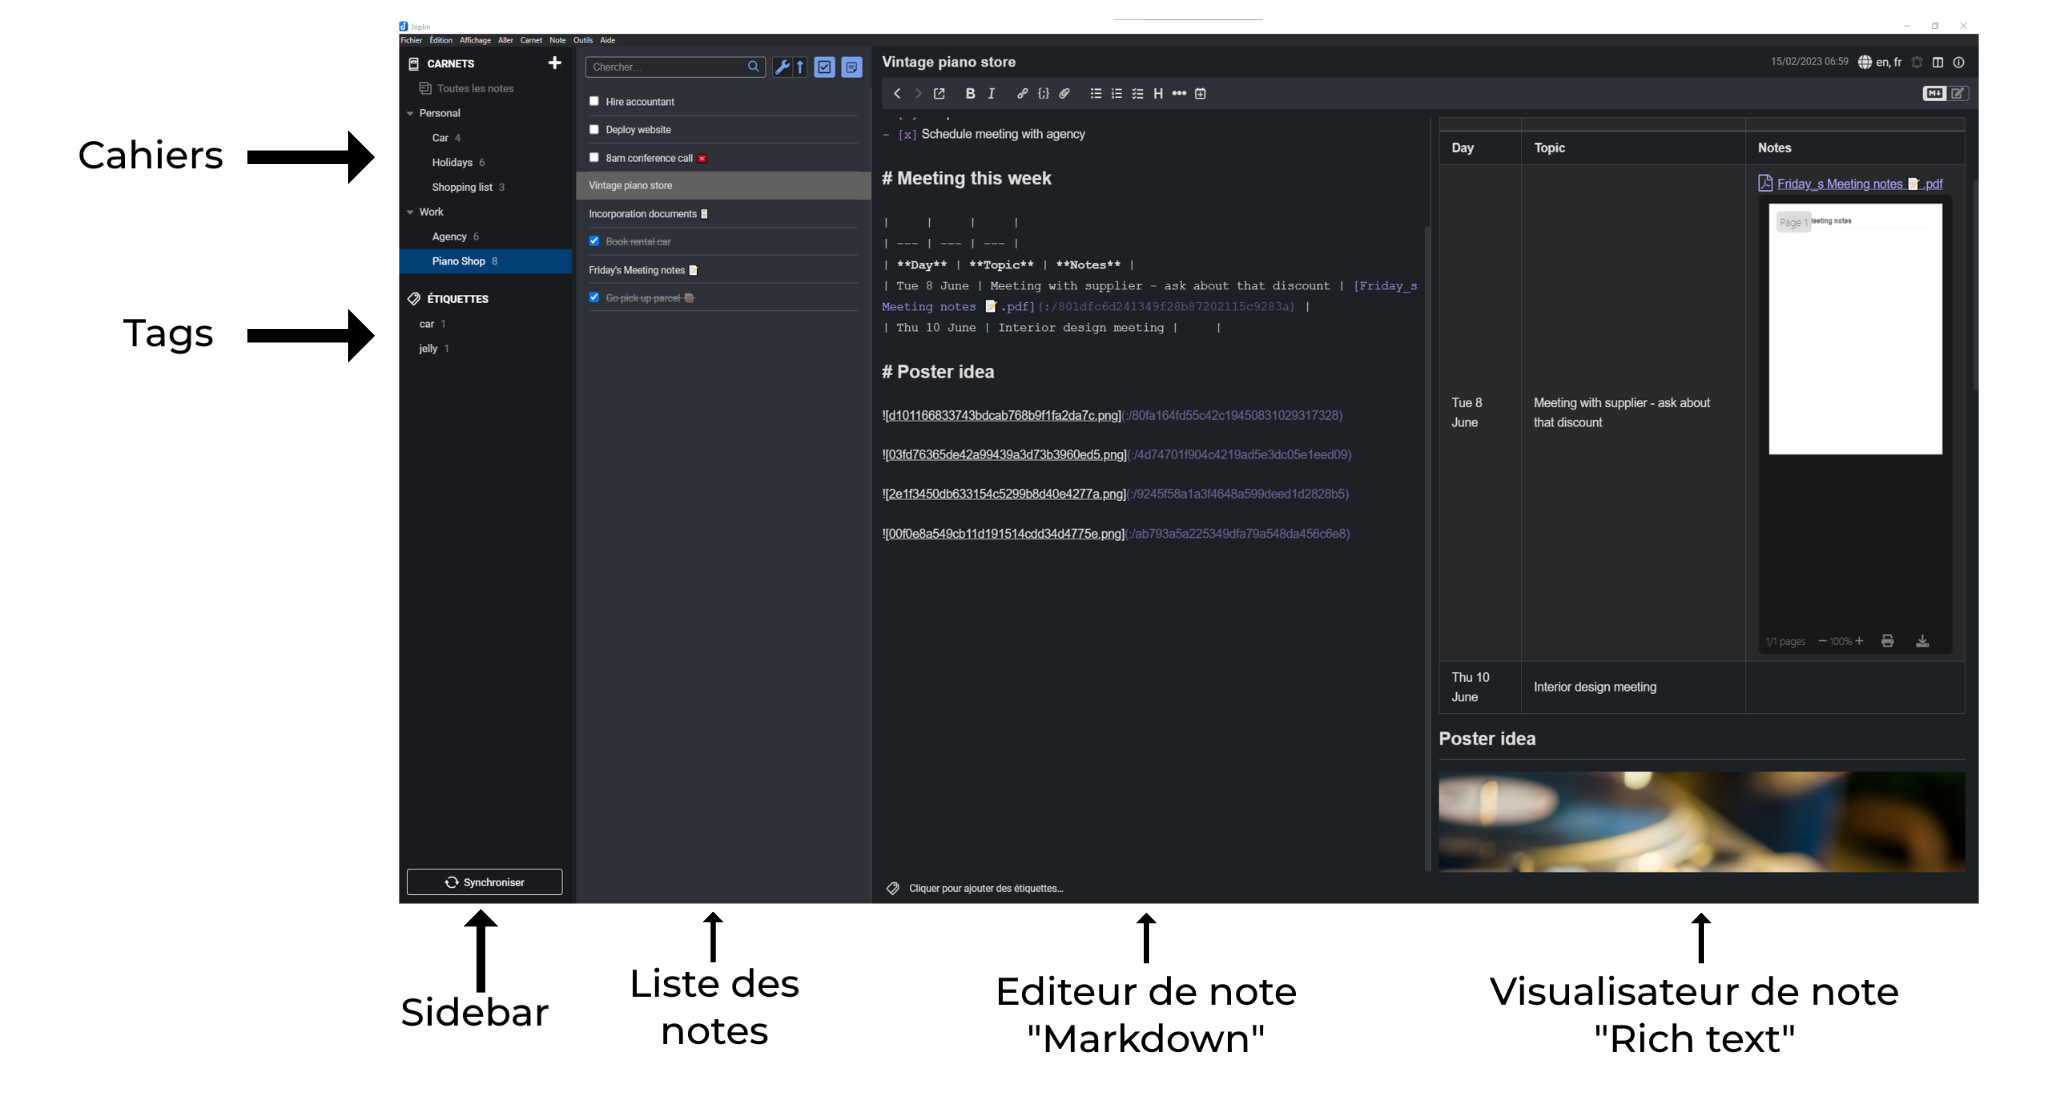 Joplin
Fichier Édition Affichage Aller Carnet Note Outils Aide
CARNETS
Toutes les notes
Personal
Car 4
Holidays 6
Shopping list 3
Work
Agency 6
Piano Shop 8
ÉTIQUETTES
car 1
jelly 1
Synchroniser
Chercher...
Hire accountant
Deploy website
8am conference call ☎️
Vintage piano store
Incorporation documents
Book rental car
Friday's Meeting notes 📝
Go pick up parcel 📦
Vintage piano store
15/02/2023 06:59 en, fr
B I H
M
- [x] Schedule meeting with agency
# Meeting this week
| | | |
| --- | --- | --- |
| **Day** | **Topic** | **Notes** |
| Tue 8 June | Meeting with supplier - ask about that discount | [Friday_s
Meeting notes 📝.pdf](:/801dfc6d241349f28b87202115c9283a) |
| Thu 10 June | Interior design meeting | |
# Poster idea
![d101166833743bdcab768b9f1fa2da7c.png](:/80fa164fd55c42c19450831029317328)
![03fd76365de42a99439a3d73b3960ed5.png](:/4d74701f904c4219ad5e3dc05e1eed09)
![2e1f3450db633154c5299b8d40e4277a.png](:/9245f58a1a3f4648a599deed1d2828b5)
![00f0e8a549cb11d191514cdd34d4775e.png](:/ab793a5a225349dfa79a548da456c6e8)
Cliquer pour ajouter des étiquettes...
Day Topic Notes
Friday_s Meeting notes 📝.pdf
Page 1 eeting notes
Tue 8
June
Meeting with supplier - ask about
that discount
1/1 pages − 100% +
Thu 10
June
Interior design meeting
Poster idea
Cahiers
Tags
Sidebar
Liste des
notes
Editeur de note
"Markdown"
Visualisateur de note
"Rich text"